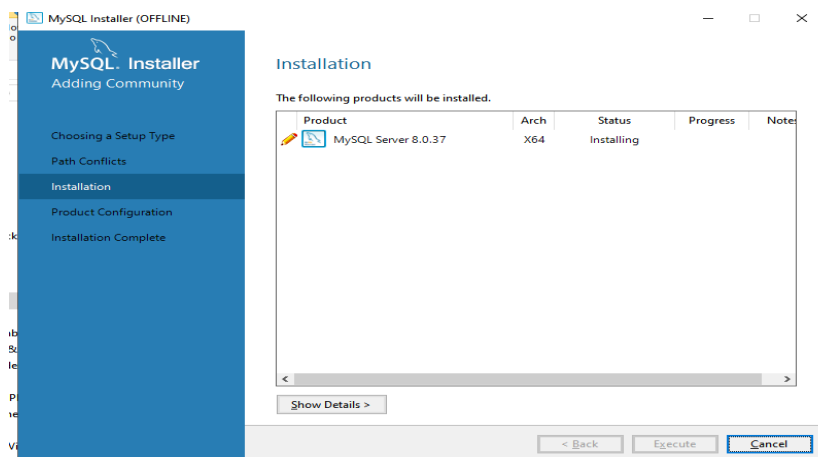 MySQL Installer (OFFLINE)
MySQL. Installer
Adding Community
Choosing a Setup Type
Path Conflicts
Installation
Product Configuration
Installation Complete
Installation
The following products will be installed.
Product Arch Status Progress Notes
MySQL Server 8.0.37 X64 Installing
Show Details >
< Back Execute Cancel